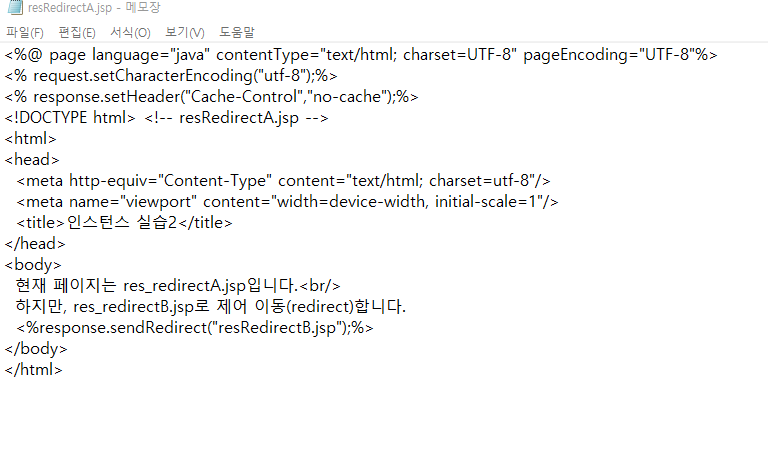 resRedirectA.jsp - 메모장
파일(F) 편집(E) 서식(O) 보기(V) 도움말
<%@ page language="java" contentType="text/html; charset=UTF-8" pageEncoding="UTF-8"%>
<% request.setCharacterEncoding("utf-8");%>
<% response.setHeader("Cache-Control","no-cache");%>
<!DOCTYPE html> <!-- resRedirectA.jsp -->
<html>
<head>
<meta http-equiv="Content-Type" content="text/html; charset=utf-8"/>
<meta name="viewport" content="width=device-width, initial-scale=1"/>
<title>인스턴스 실습2</title>
</head>
<body>
현재 페이지는 res_redirectA.jsp입니다.<br/>
하지만, res_redirectB.jsp로 제어 이동(redirect)합니다.
<%response.sendRedirect("resRedirectB.jsp");%>
</body>
</html>